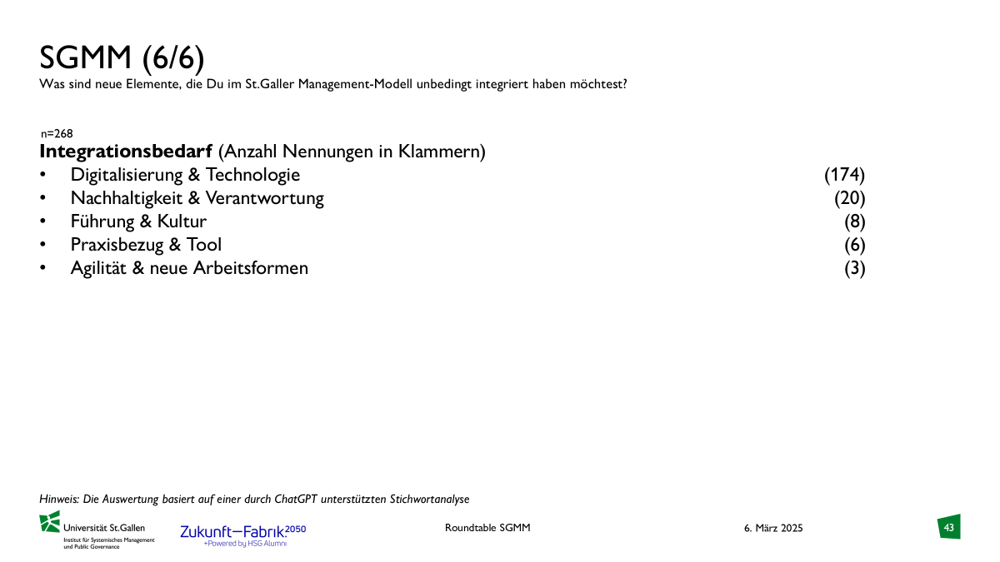 SGMM (6/6)
Was sind neue Elemente, die Du im St.Galler Management-Modell unbedingt integriert haben möchtest?
n=268
Integrationsbedarf (Anzahl Nennungen in Klammern)
• Digitalisierung & Technologie (174)
• Nachhaltigkeit & Verantwortung (20)
• Führung & Kultur (8)
• Praxisbezug & Tool (6)
• Agilität & neue Arbeitsformen (3)
Hinweis: Die Auswertung basiert auf einer durch ChatGPT unterstützten Stichwortanalyse
Universität St.Gallen
Institut für Systemisches Management
und Public Governance
Zukunft—Fabrik.2050
+Powered by HSG Alumni
Roundtable SGMM
6. März 2025
43